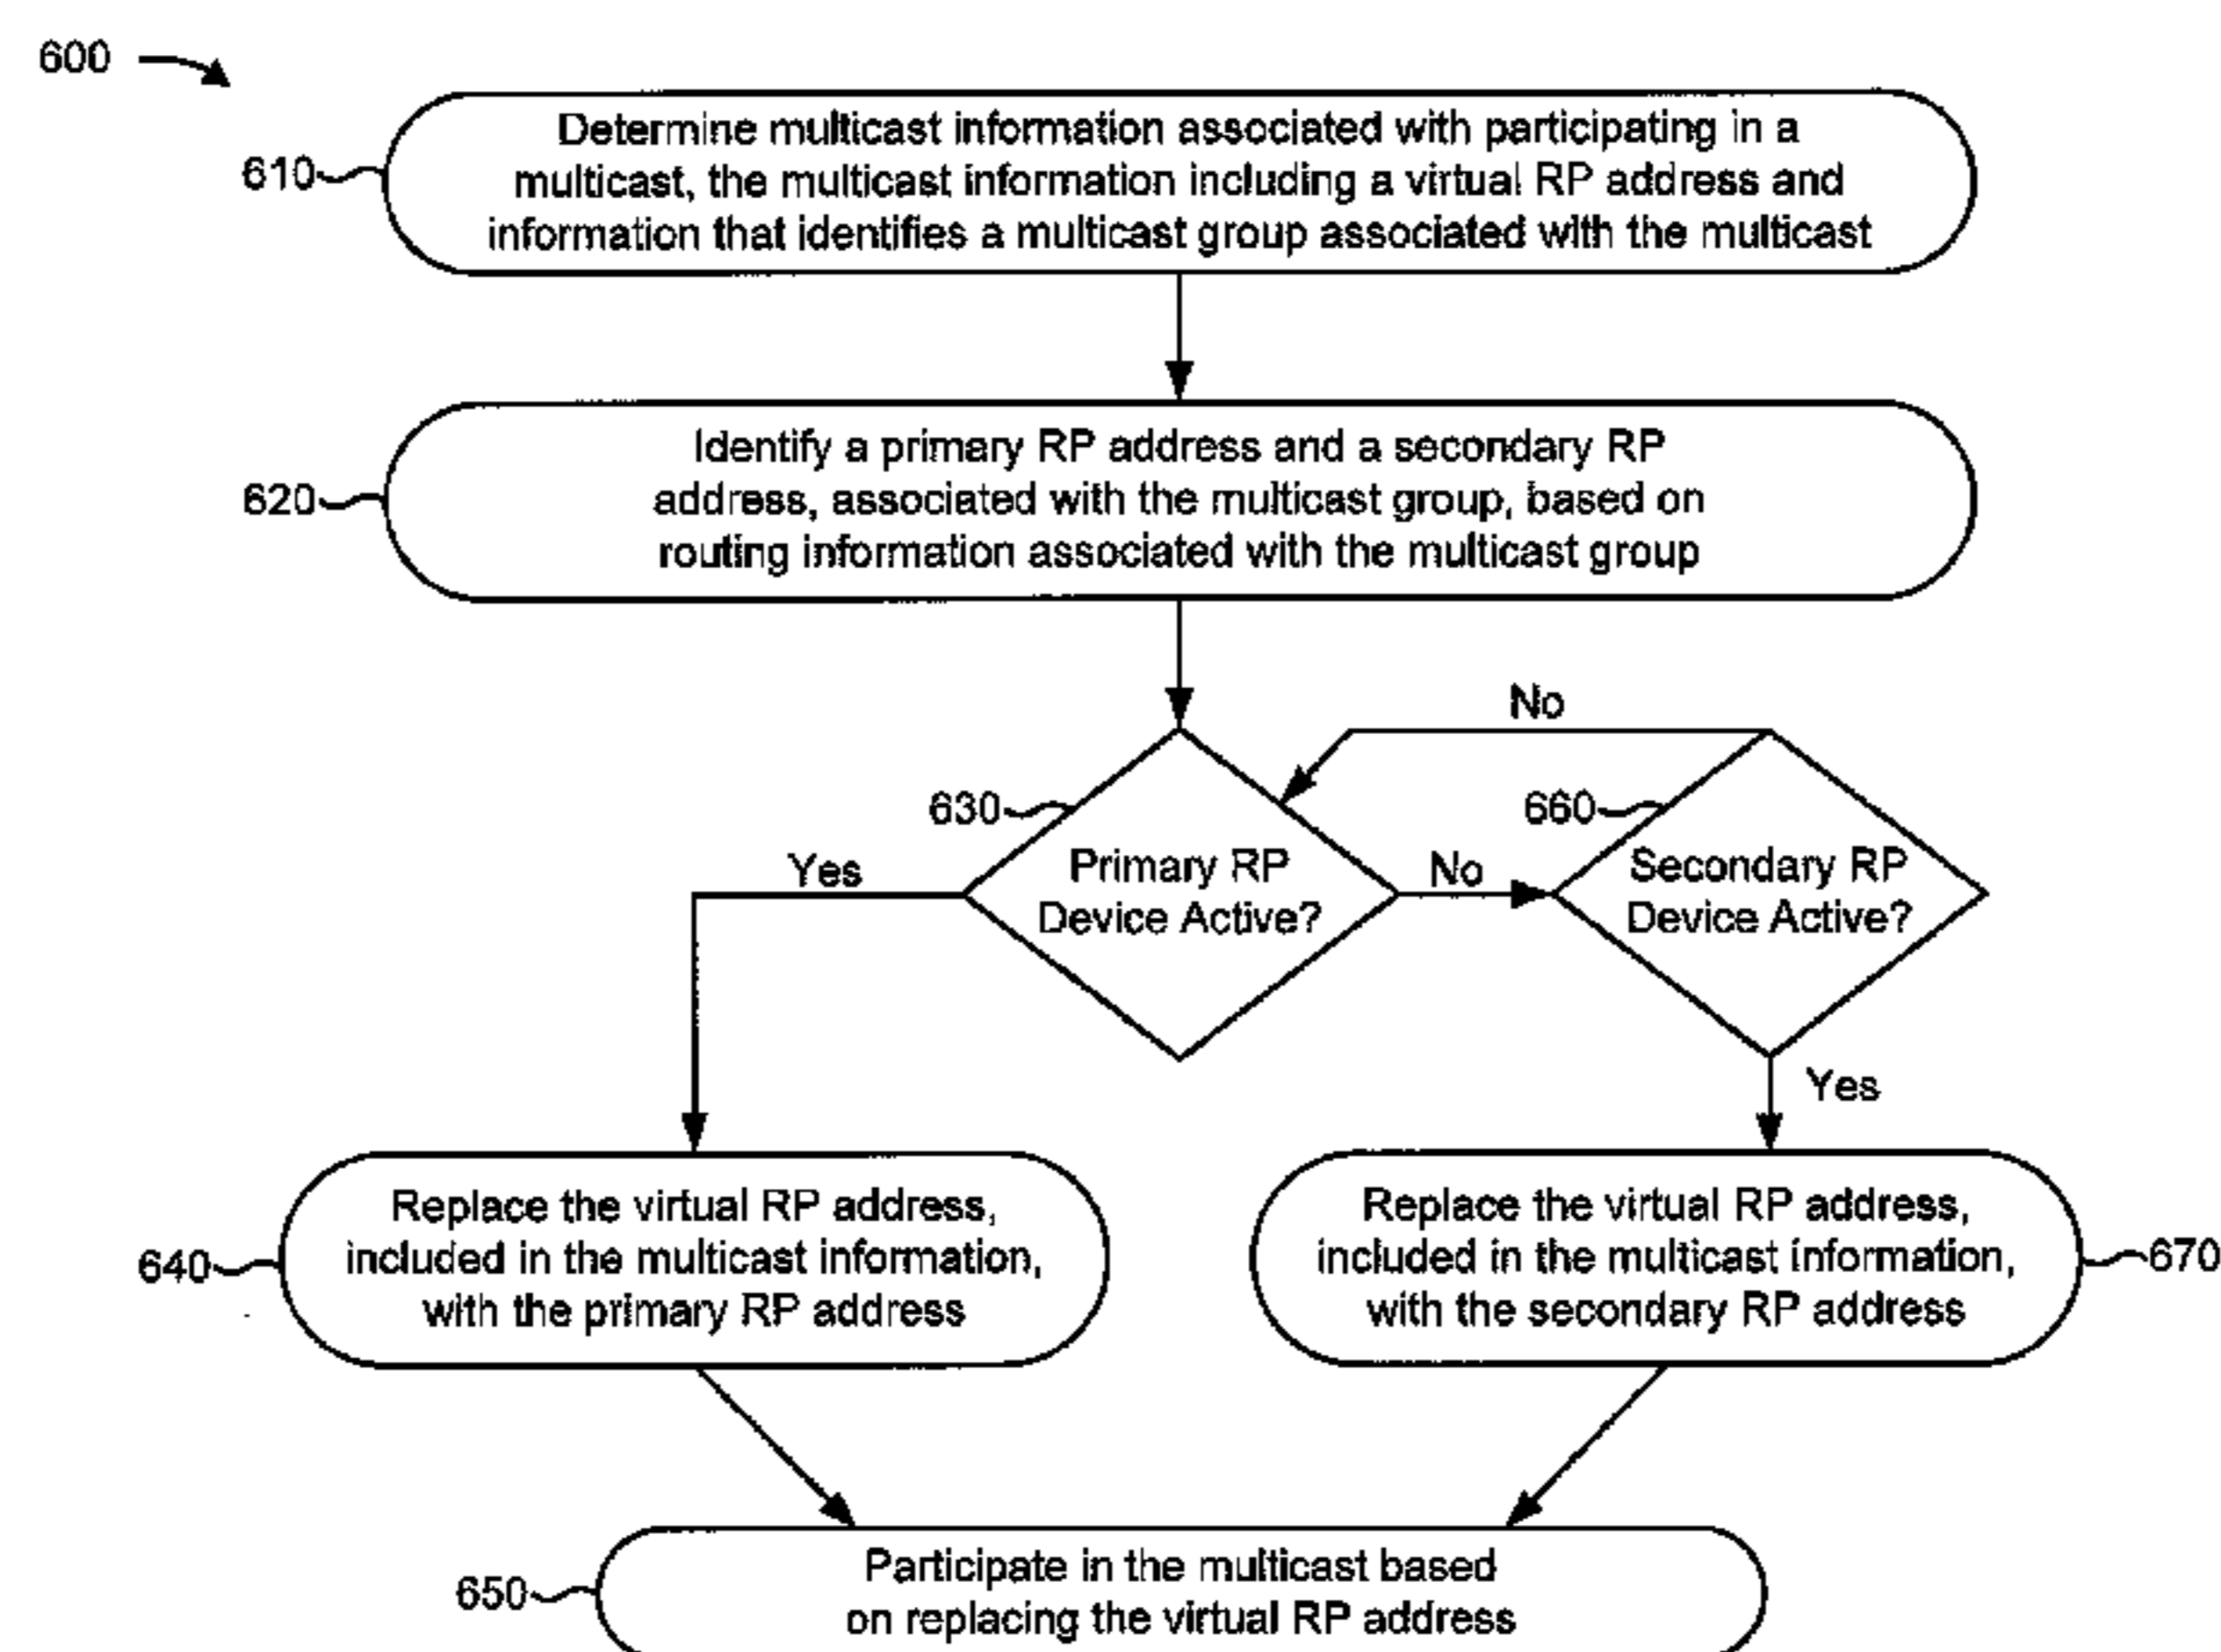 600
Determine multicast information associated with participating in a
610
multicast, the multicast information including a virtual RP address and
information that identifies a multicast group associated with the multicast
Identify a primary RP address and a secondary RP
620
address, associated with the multicast group, based on
routing information associated with the multicast group
No
630
660
Yes
Primary RP
Device Active?
No
Secondary RP
Device Active?
Yes
Replace the virtual RP address,
640
included in the multicast information,
with the primary RP address
Replace the virtual RP address,
included in the multicast information,
670
with the secondary RP address
Participate in the multicast based
650
on replacing the virtual RP address